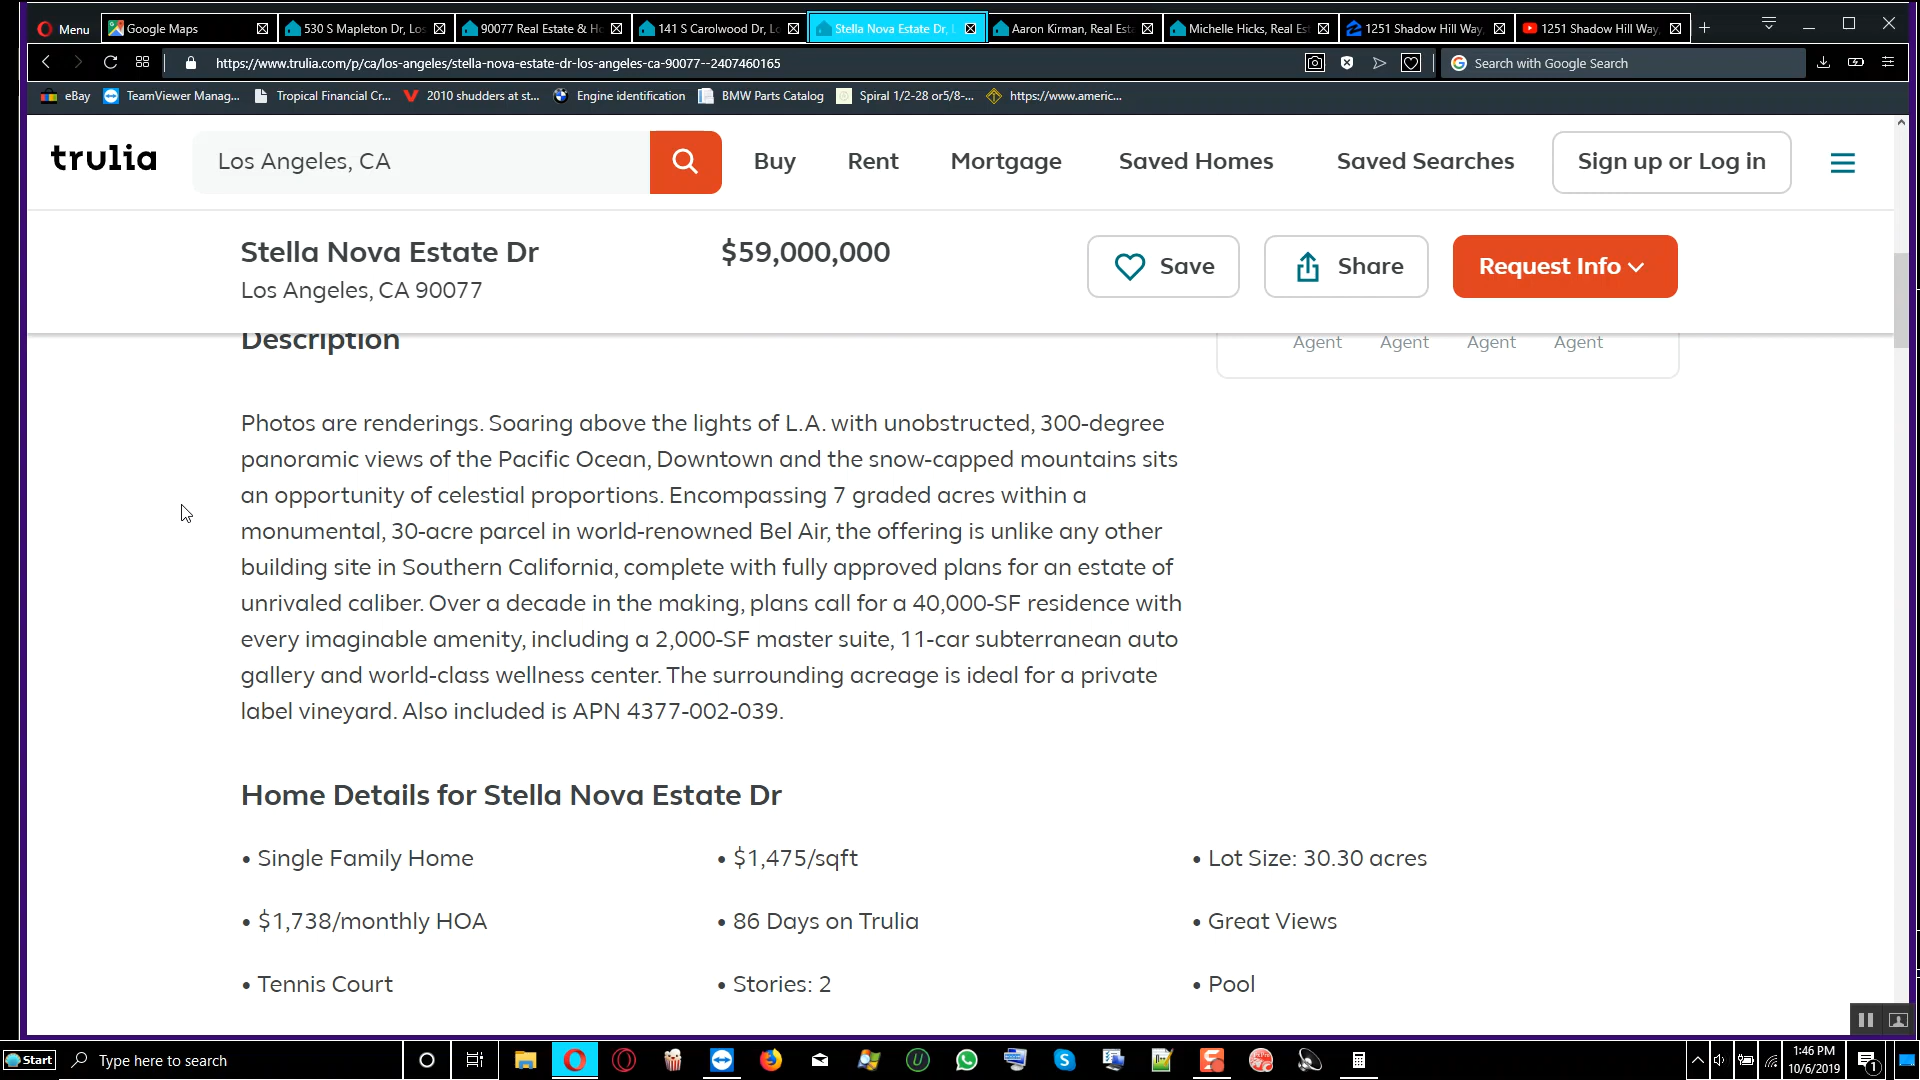 Menu
Google Maps
530 S Mapleton Dr, Los
90077 Real Estate & Ho
141 S Carolwood Dr, Lo
Stella Nova Estate Dr, L
Aaron Kirman, Real Esta
Michelle Hicks, Real Est
1251 Shadow Hill Way,
1251 Shadow Hill Way,
https://www.trulia.com/p/ca/los-angeles/stella-nova-estate-dr-los-angeles-ca-90077--2407460165
Search with Google Search
eBay
TeamViewer Manag...
Tropical Financial Cr...
2010 shudders at st...
Engine identification
BMW Parts Catalog
Spiral 1/2-28 or5/8-...
https://www.americ...
trulia
Los Angeles, CA
Buy
Rent
Mortgage
Saved Homes
Saved Searches
Sign up or Log in
Stella Nova Estate Dr
$59,000,000
Los Angeles, CA 90077
Save
Share
Request Info
Description
Agent Agent Agent Agent
Photos are renderings. Soaring above the lights of L.A. with unobstructed, 300-degree
panoramic views of the Pacific Ocean, Downtown and the snow-capped mountains sits
an opportunity of celestial proportions. Encompassing 7 graded acres within a
monumental, 30-acre parcel in world-renowned Bel Air, the offering is unlike any other
building site in Southern California, complete with fully approved plans for an estate of
unrivaled caliber. Over a decade in the making, plans call for a 40,000-SF residence with
every imaginable amenity, including a 2,000-SF master suite, 11-car subterranean auto
gallery and world-class wellness center. The surrounding acreage is ideal for a private
label vineyard. Also included is APN 4377-002-039.
Home Details for Stella Nova Estate Dr
• Single Family Home
• $1,475/sqft
• Lot Size: 30.30 acres
• $1,738/monthly HOA
• 86 Days on Trulia
• Great Views
• Tennis Court
• Stories: 2
• Pool
Start
Type here to search
1:46 PM
10/6/2019
1